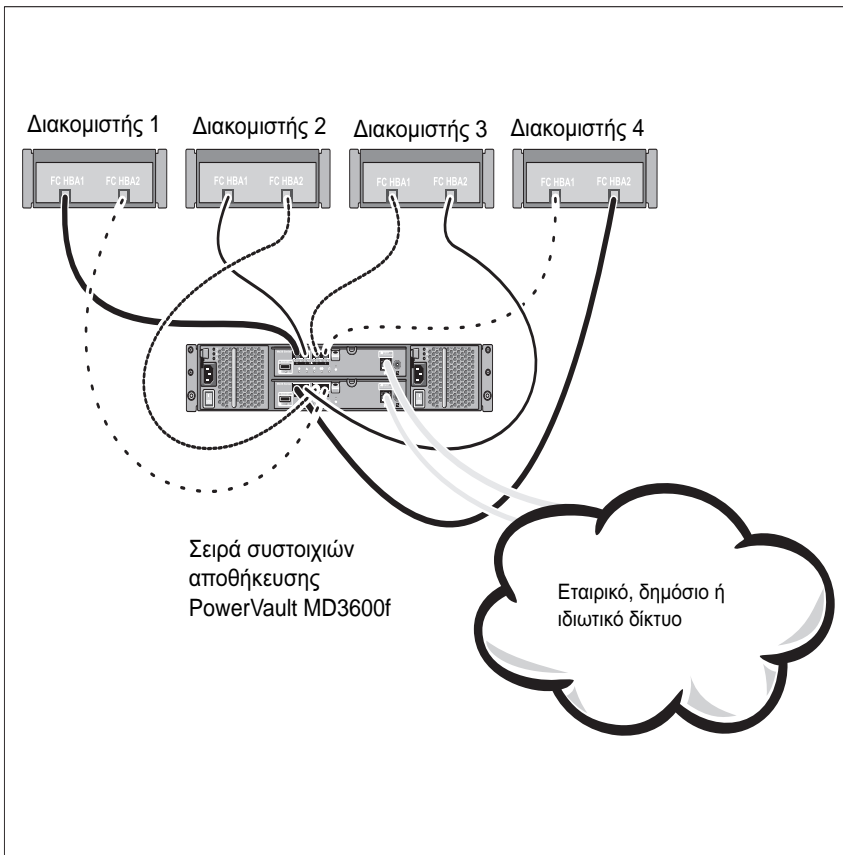 Διακομιστής 1
Διακομιστής 2
Διακομιστής 3
Διακομιστής 4
FC HBA1
FC HBA2
FC HBA1
FC HBA2
FC HBA1
FC HBA2
FC HBA1
FC HBA2
Σειρά συστοιχιών
αποθήκευσης
PowerVault MD3600f
Εταιρικό, δημόσιο ή
ιδιωτικό δίκτυο